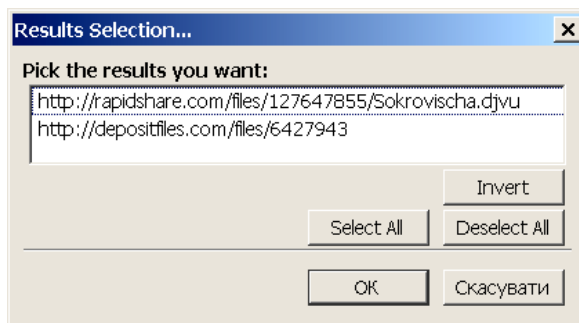 Results Selection...
Pick the results you want:
http://rapidshare.com/files/127647855/Sokrovischa.djvu
http://depositfiles.com/files/6427943
Invert
Select All Deselect All
OK Скасувати